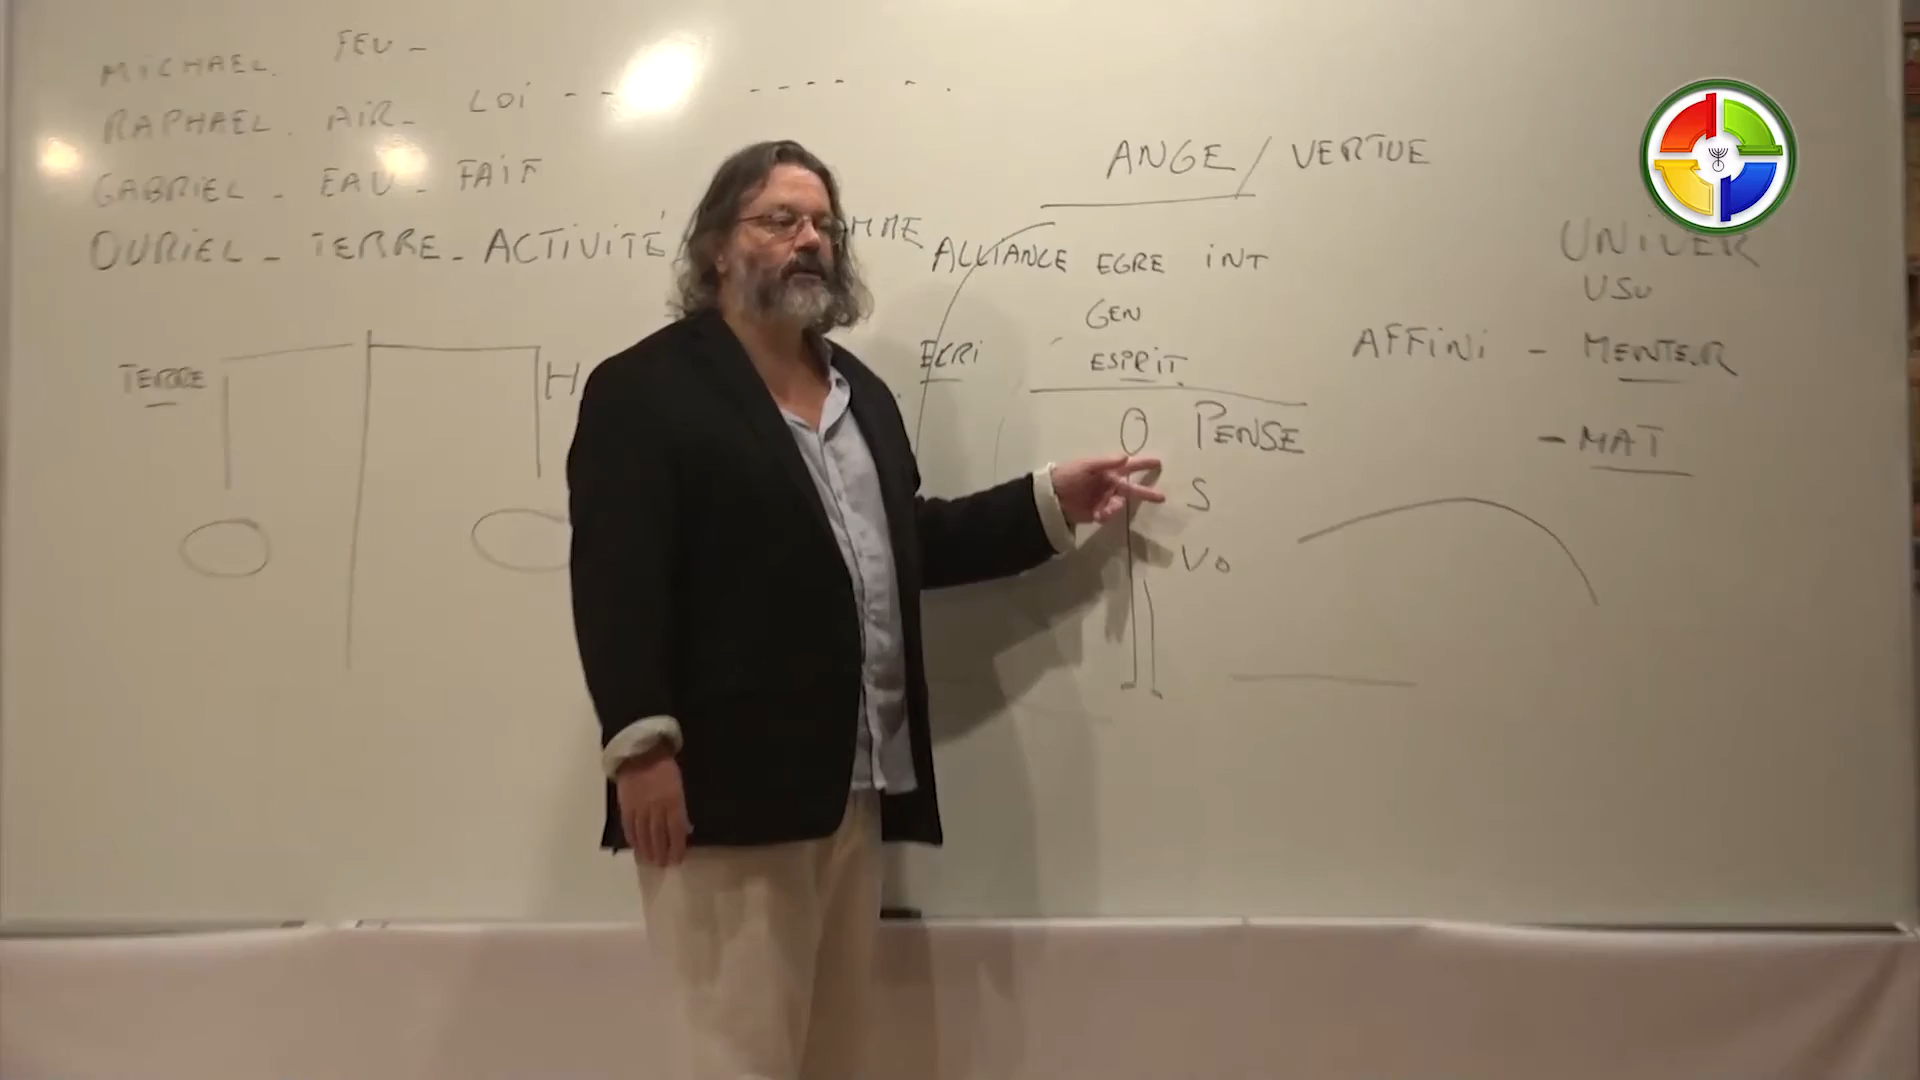 MICHAEL. FEU -
RAPHAEL. AIR - LOI - - - - - - - .
GABRIEL - EAU - FAIF
OURIEL - TERRE - ACTIVITÉ
TERRE
H
ANGE / VERTUE
ALLIANCE EGRE INT
GEN
ECRI ESPRIT
O PENSE
S
VO
UNIVER
USU
AFFINI - MENTEUR
- MAT